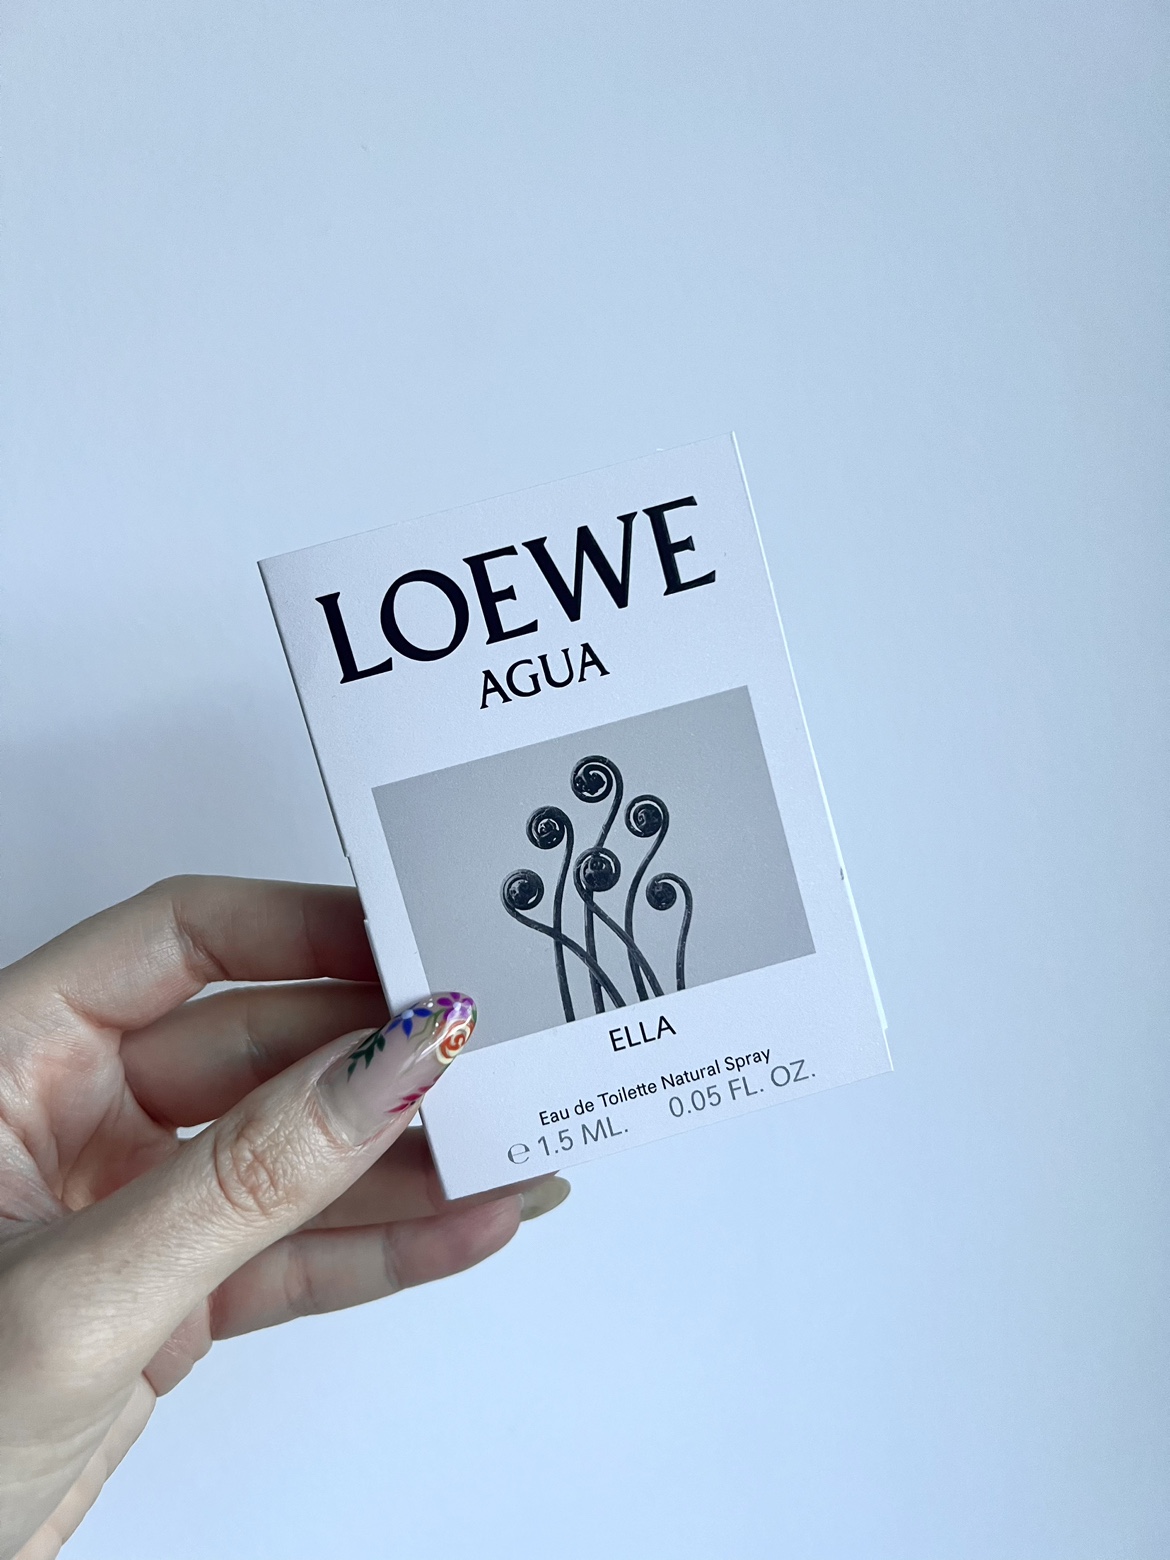 LOEWE
AGUA
ELLA
Eau de Toilette Natural Spray
℮ 1.5 ML. 0.05 FL. OZ.